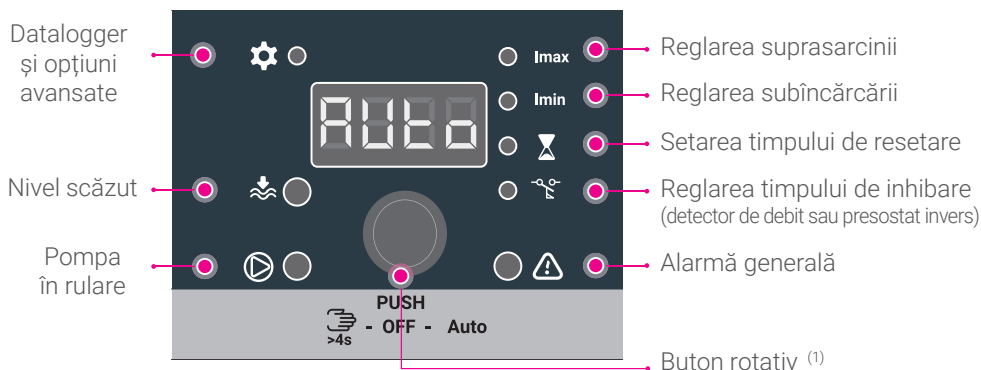 Datalogger
și opțiuni
avansate
Nivel scăzut
Pompa
în rulare
Imax
Imin
AUto
PUSH
- OFF - Auto
>4s
Reglarea suprasarcinii
Reglarea subîncărcării
Setarea timpului de resetare
Reglarea timpului de inhibare
(detector de debit sau presostat invers)
Alarmă generală
Buton rotativ (1)